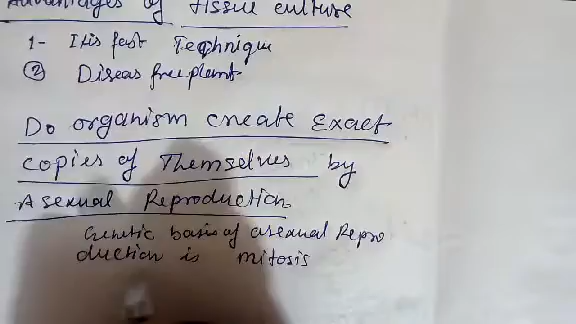 Advantages of tissue culture
1- It is fast Technique
② Diseas free plant
Do organism create Exact
copies of Themselves by
Asexual Reproduction
Genetic basis of asexual Repro
duction is mitosis